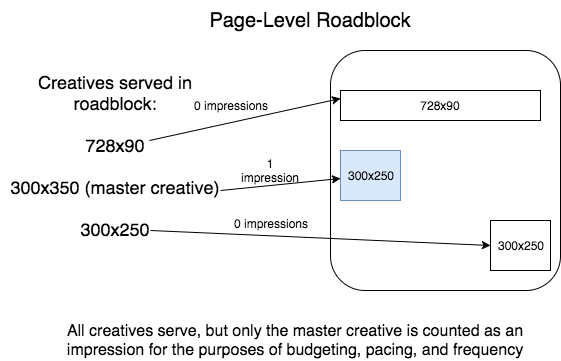 Page-Level Roadblock
Creatives served in
roadblock:
0 impressions
728x90
728x90
1
impression
300x350 (master creative)
300x250
0 impressions
300x250
300x250
All creatives serve, but only the master creative is counted as an
impression for the purposes of budgeting, pacing, and frequency